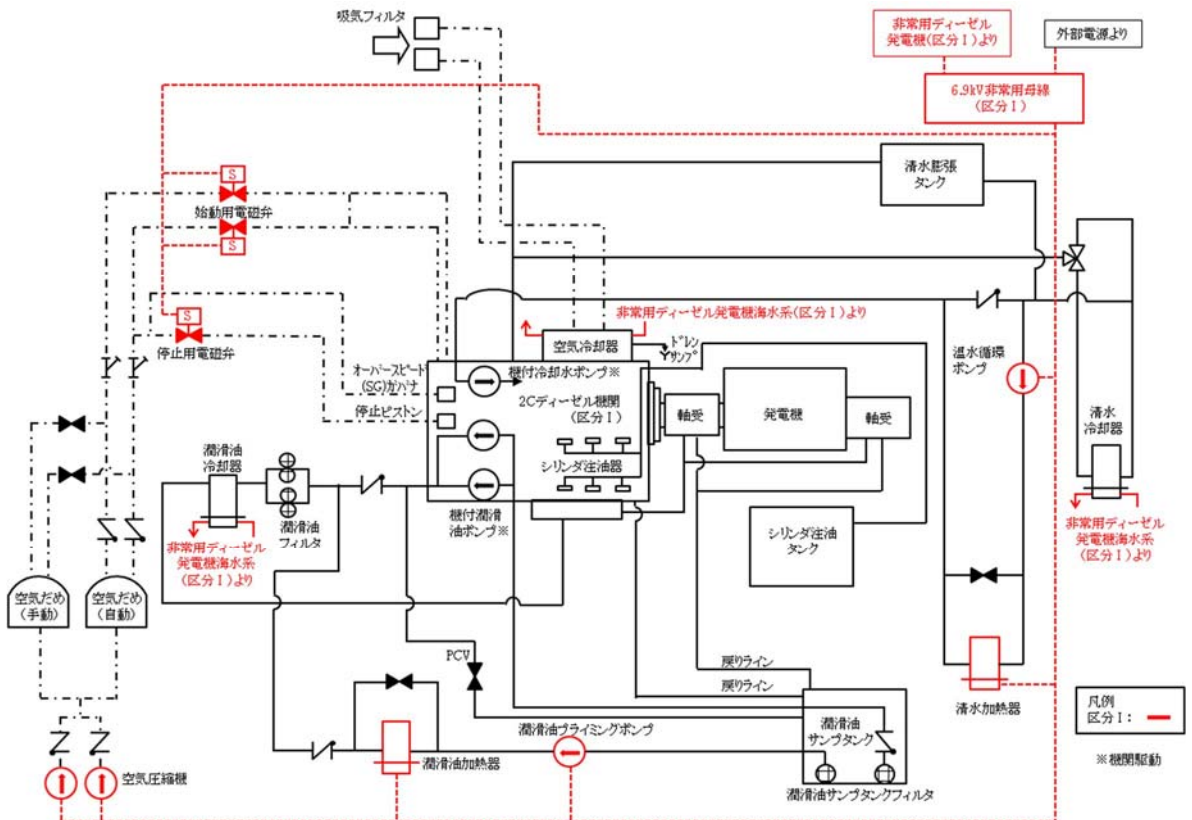 吸気フィルタ
非常用ディーゼル
発電機(区分Ⅰ)より
外部電源より
6.9kV非常用母線
(区分Ⅰ)
清水膨張
タンク
S
始動用電磁弁
S
S
停止用電磁弁
非常用ディーゼル発電機海水系(区分Ⅰ)より
空気冷却器
ドレン
サンプ
オーバースピード
(SG)ガバナ
機付冷却水ポンプ※
停止ピストン
2Cディーゼル機関
(区分Ⅰ)
軸受
発電機
軸受
温水循環
ポンプ
清水
冷却器
潤滑油
冷却器
シリンダ注油器
潤滑油
フィルタ
機付潤滑
油ポンプ※
シリンダ注油
タンク
非常用ディーゼル
発電機海水系
(区分Ⅰ)より
非常用ディーゼル
発電機海水系
(区分Ⅰ)より
空気だめ
(手動)
空気だめ
(自動)
PCV
戻りライン
戻りライン
清水加熱器
凡例
区分Ⅰ:
潤滑油
サンプタンク
潤滑油プライミングポンプ
潤滑油加熱器
※機関駆動
空気圧縮機
潤滑油サンプタンクフィルタ